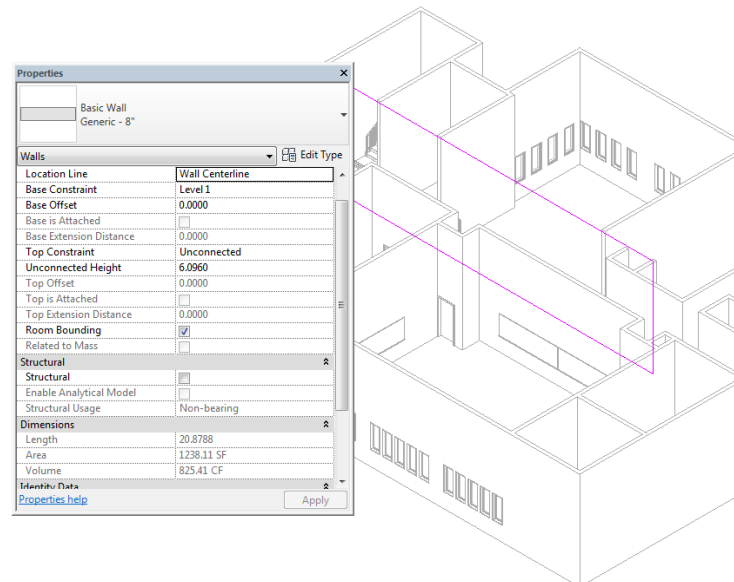 Properties
Basic Wall
Generic - 8"
Walls Edit Type
Location Line Wall Centerline
Base Constraint Level 1
Base Offset 0.0000
Base is Attached
Base Extension Distance 0.0000
Top Constraint Unconnected
Unconnected Height 6.0960
Top Offset 0.0000
Top is Attached
Top Extension Distance 0.0000
Room Bounding
Related to Mass
Structural
Structural
Enable Analytical Model
Structural Usage Non-bearing
Dimensions
Length 20.8788
Area 1238.11 SF
Volume 825.41 CF
Identity Data
Properties help Apply